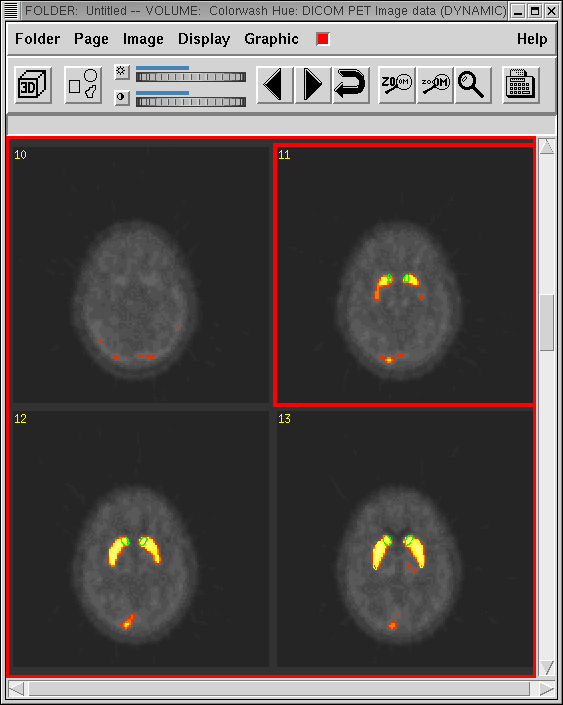 FOLDER: Untitled -- VOLUME: Colorwash Hue: DICOM PET Image data (DYNAMIC)
Folder Page Image Display Graphic Help
3D ZOOM ZOOM
10 11
12 13